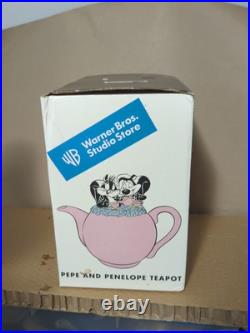 WB
Warner Bros.
Studio Store
PEPE AND PENELOPE TEAPOT